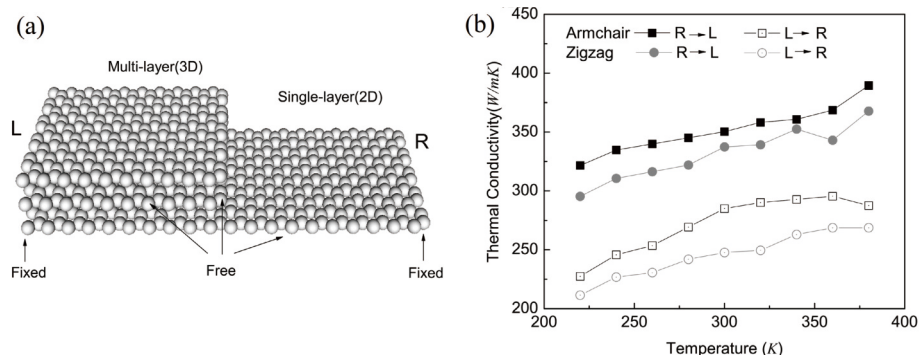 (a)
Multi-layer(3D)
Single-layer(2D)
L
R
Fixed
Free
Fixed
(b)
Thermal Conductivity(W/mK)
450
400
350
300
250
200
Armchair R→L L→R
Zigzag R→L L→R
200 250 300 350 400
Temperature (K)